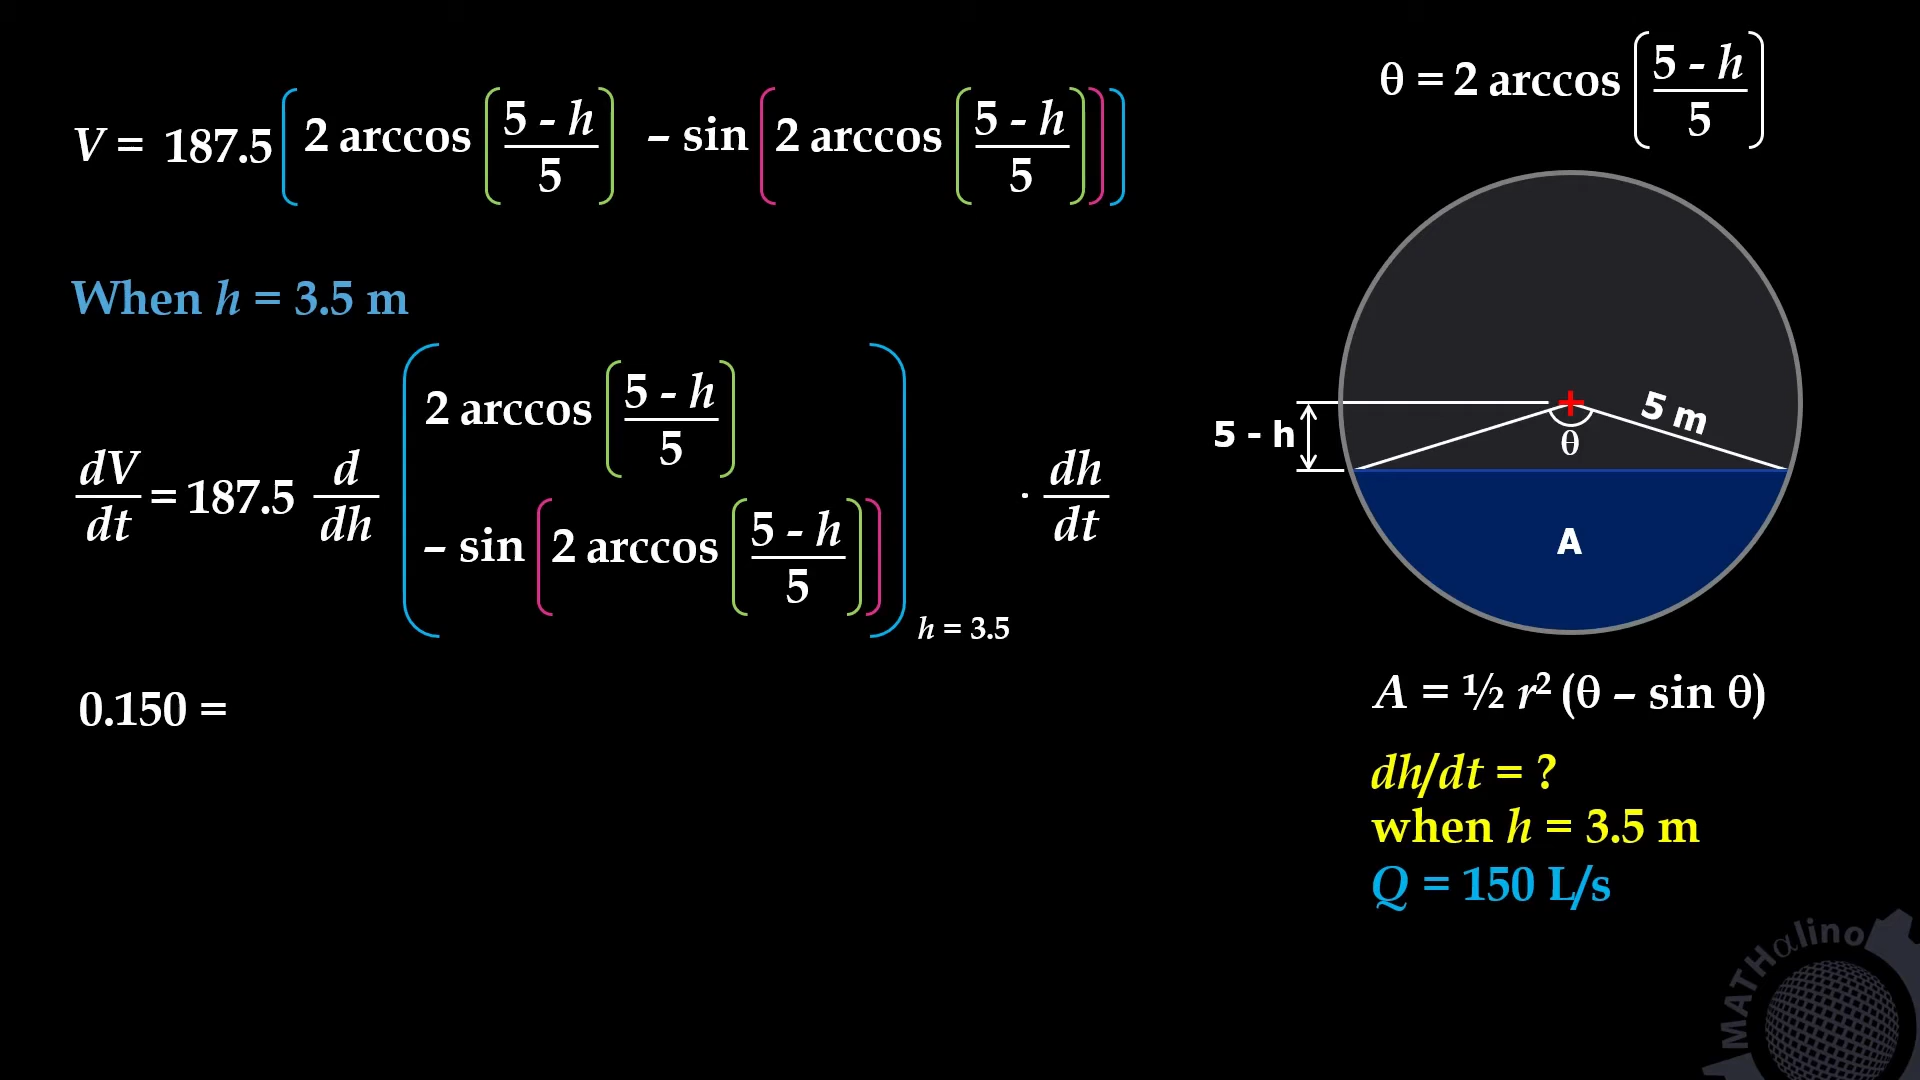 V = 187.5 ( 2 arccos ( (5 - h)/5 ) – sin ( 2 arccos ( (5 - h)/5 ) ) )
When h = 3.5 m
dV/dt = 187.5 d/dh ( 2 arccos ( (5 - h)/5 )
– sin ( 2 arccos ( (5 - h)/5 ) ) ) h = 3.5 · dh/dt
0.150 =
θ = 2 arccos ( (5 - h)/5 )
5 - h
5 m
θ
A
A = ½ r² (θ – sin θ)
dh/dt = ?
when h = 3.5 m
Q = 150 L/s
MATHαlino